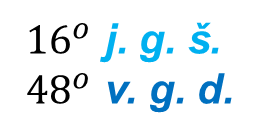 16º j. g. š.
48º v. g. d.